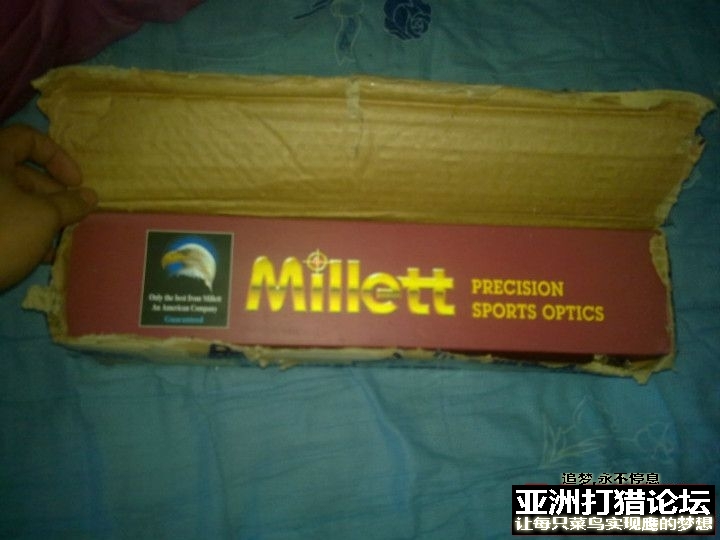 Only the best from Millett
An American Company
Guaranteed
Millett
PRECISION
SPORTS OPTICS
追梦,永不停息
亚洲打猎论坛
让每只菜鸟实现鹰的梦想